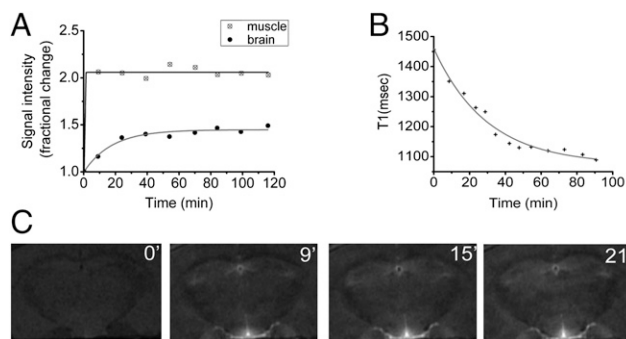 A
muscle
brain
Signal intensity
(fractional change)
2.5
2.0
1.5
1.0
0 20 40 60 80 100 120
Time (min)
B
T1(msec)
1500
1400
1300
1200
1100
0 20 40 60 80 100
Time (min)
C
0' 9' 15' 21